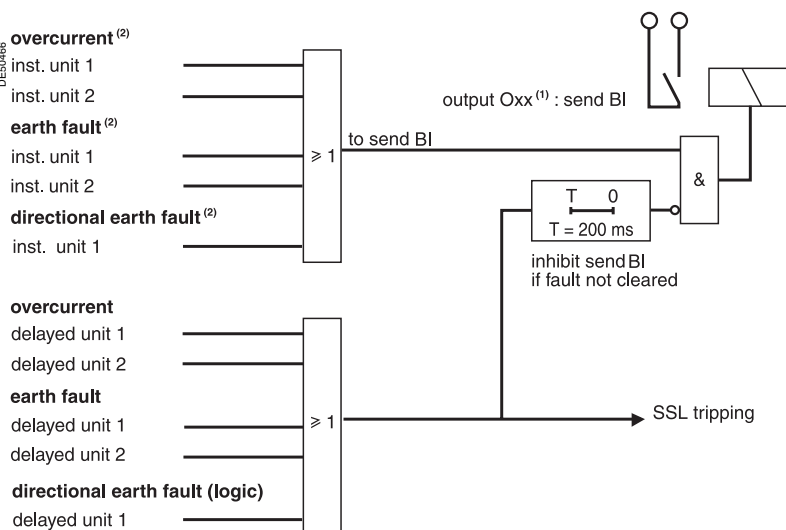 DE50466
overcurrent (2)
inst. unit 1
inst. unit 2
earth fault (2)
inst. unit 1
inst. unit 2
directional earth fault (2)
inst. unit 1
≥ 1
to send BI
output Oxx (1) : send BI
&
T 0
T = 200 ms
inhibit send BI
if fault not cleared
overcurrent
delayed unit 1
delayed unit 2
earth fault
delayed unit 1
delayed unit 2
directional earth fault (logic)
delayed unit 1
≥ 1
SSL tripping